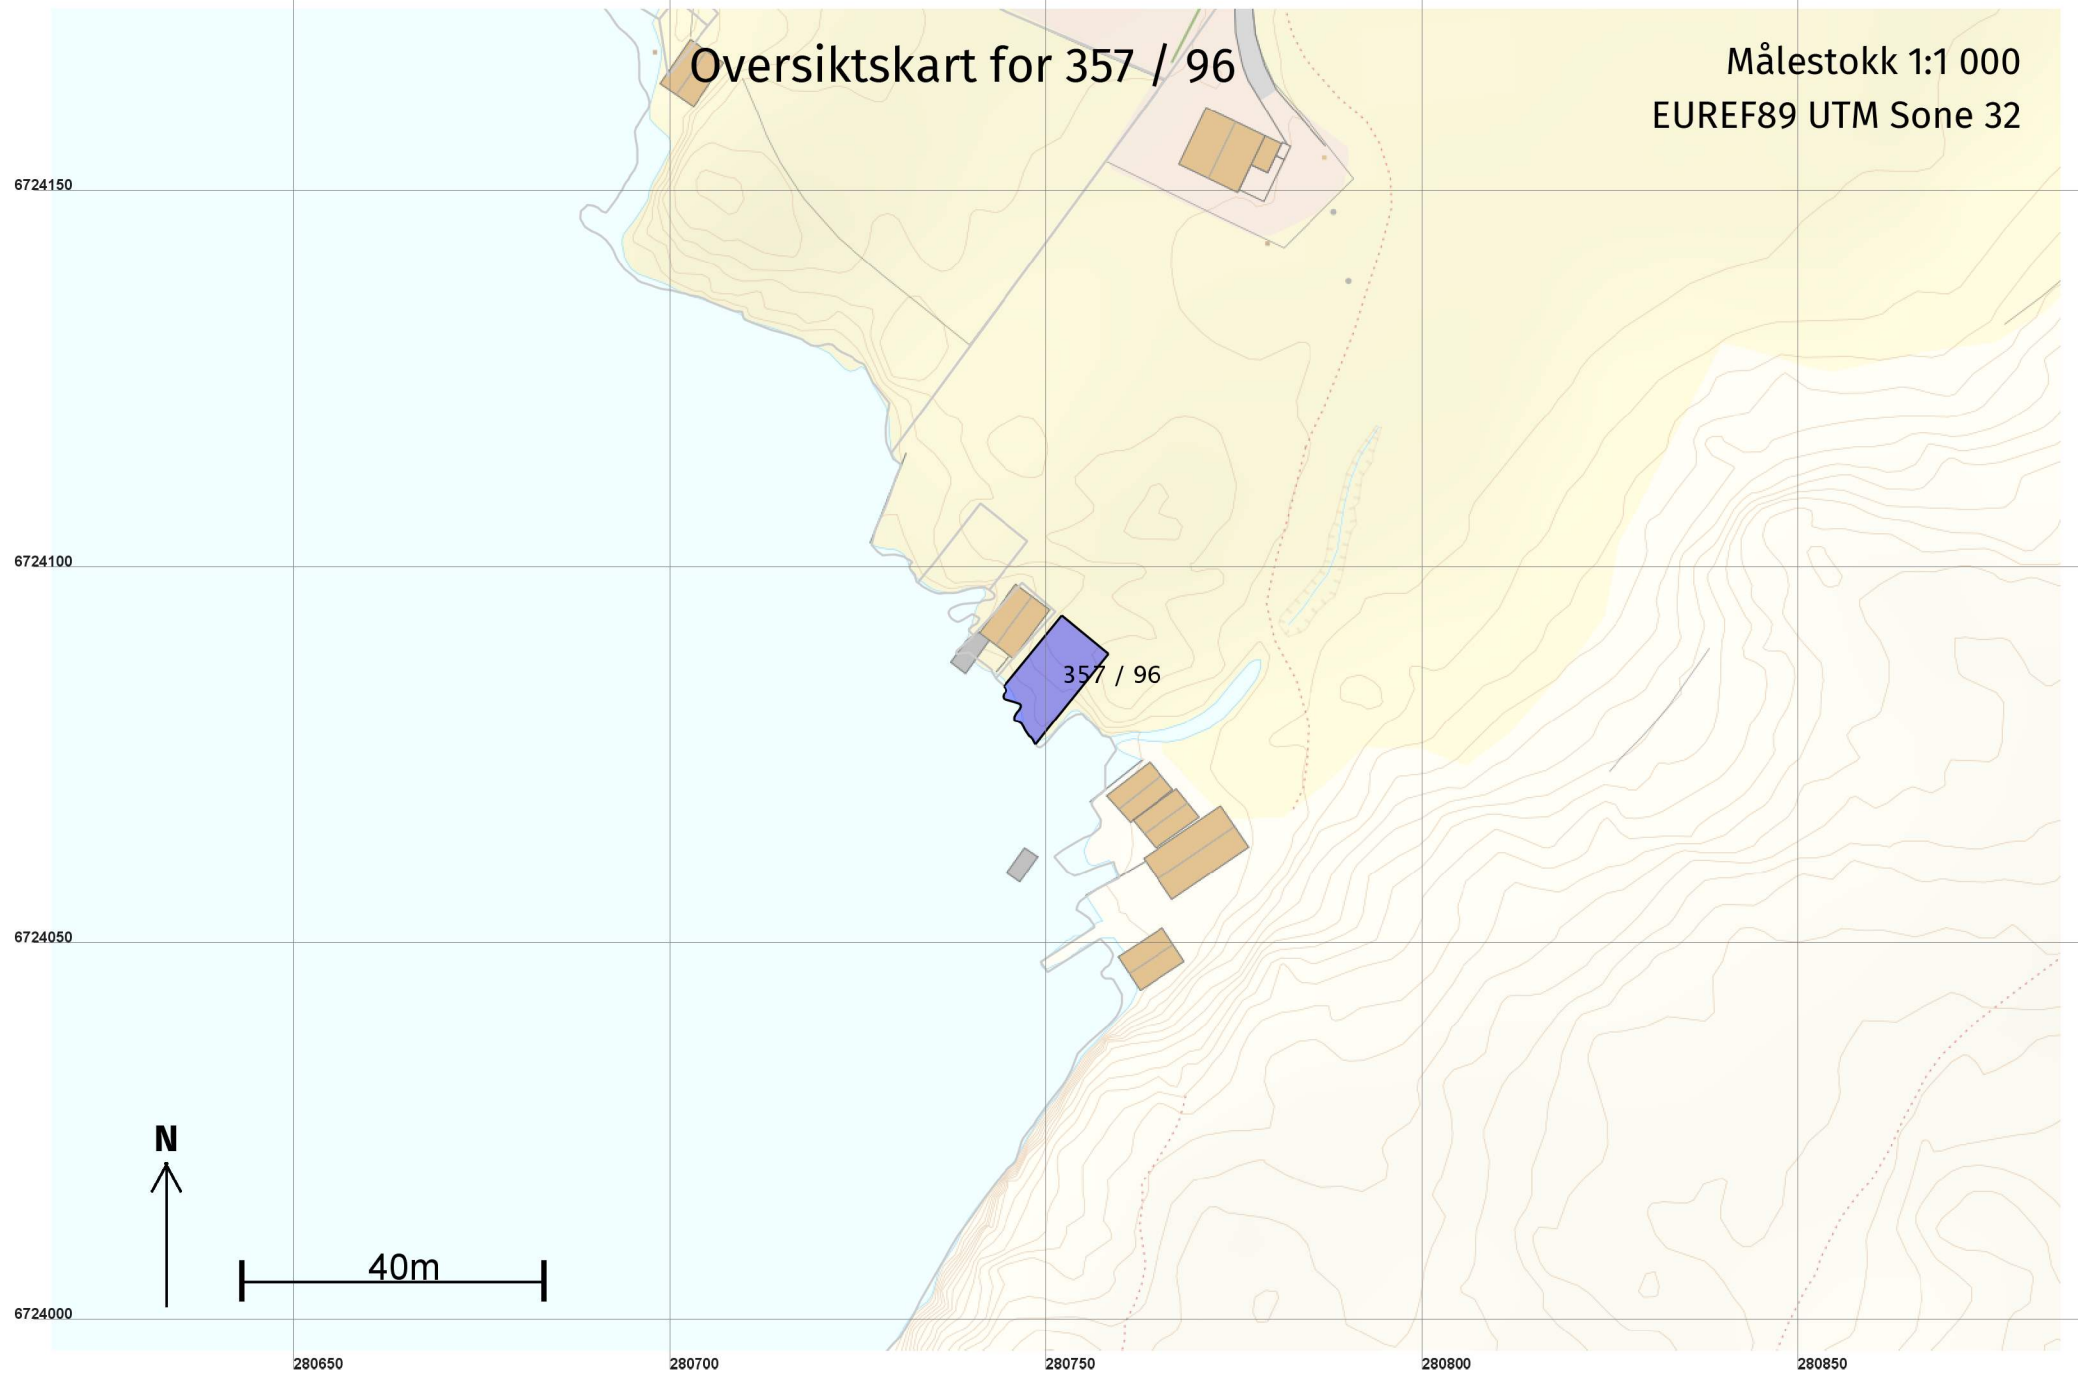 Oversiktskart for 357 / 96
Målestokk 1:1 000
EUREF89 UTM Sone 32
6724150
6724100
357 / 96
6724050
N
40m
6724000
280650
280700
280750
280800
280850